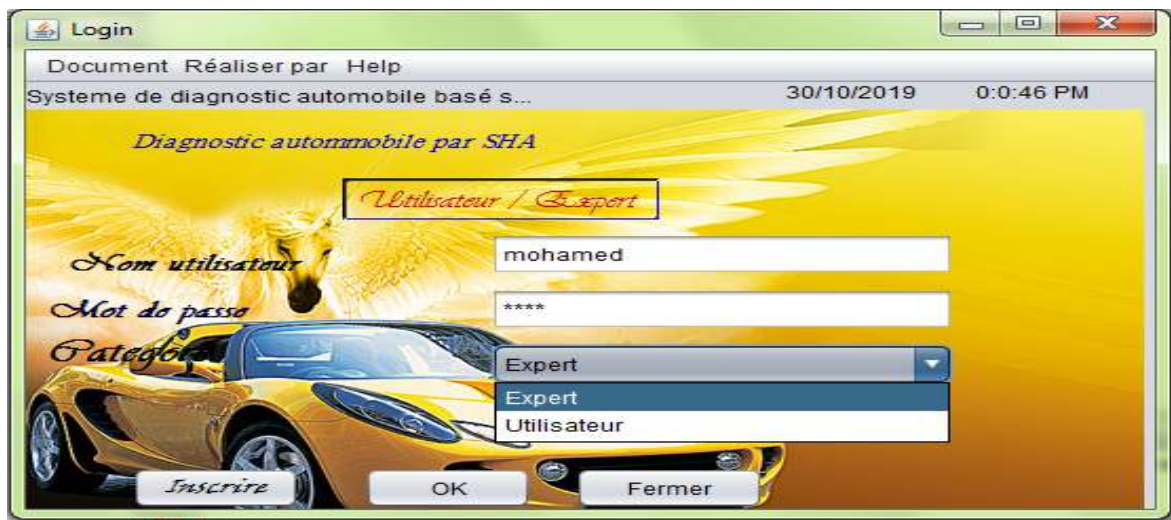 Login
Document Réaliser par Help
Systeme de diagnostic automobile basé s... 30/10/2019 0:0:46 PM
Diagnostic autommobile par SHA
Utilisateur / Expert
Nom utilisateur mohamed
Mot de passe ****
Expert
Expert
Utilisateur
Inscrire OK Fermer